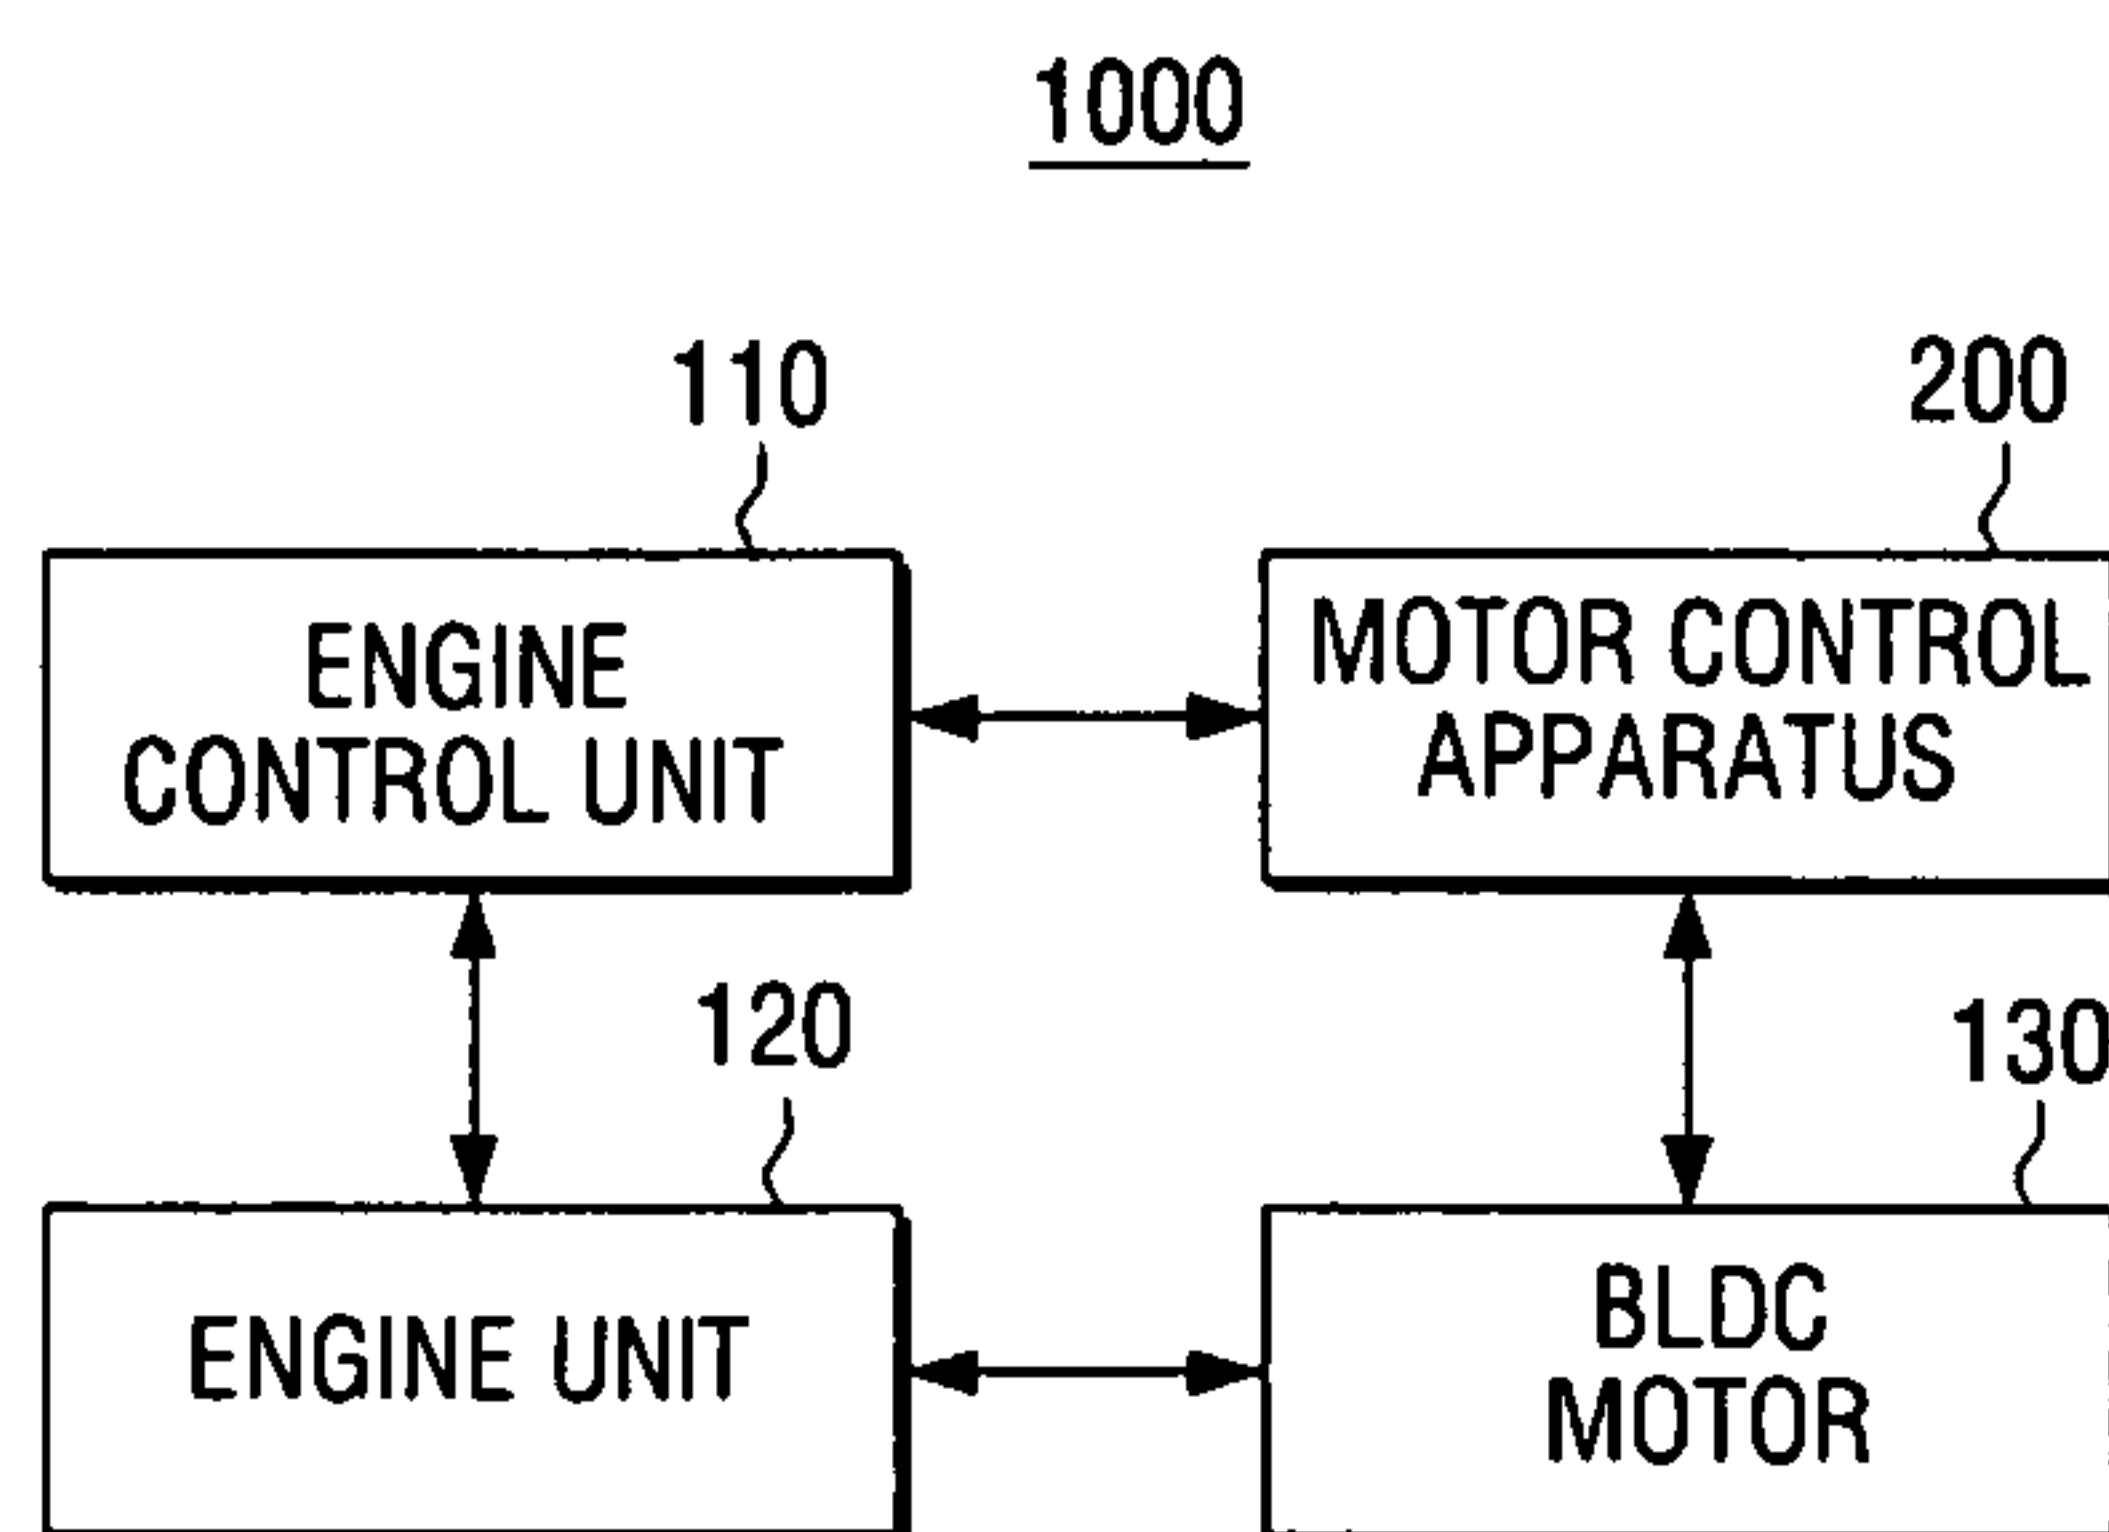 1000
110
200
ENGINE
CONTROL UNIT
MOTOR CONTROL
APPARATUS
120
130
ENGINE UNIT
BLDC
MOTOR